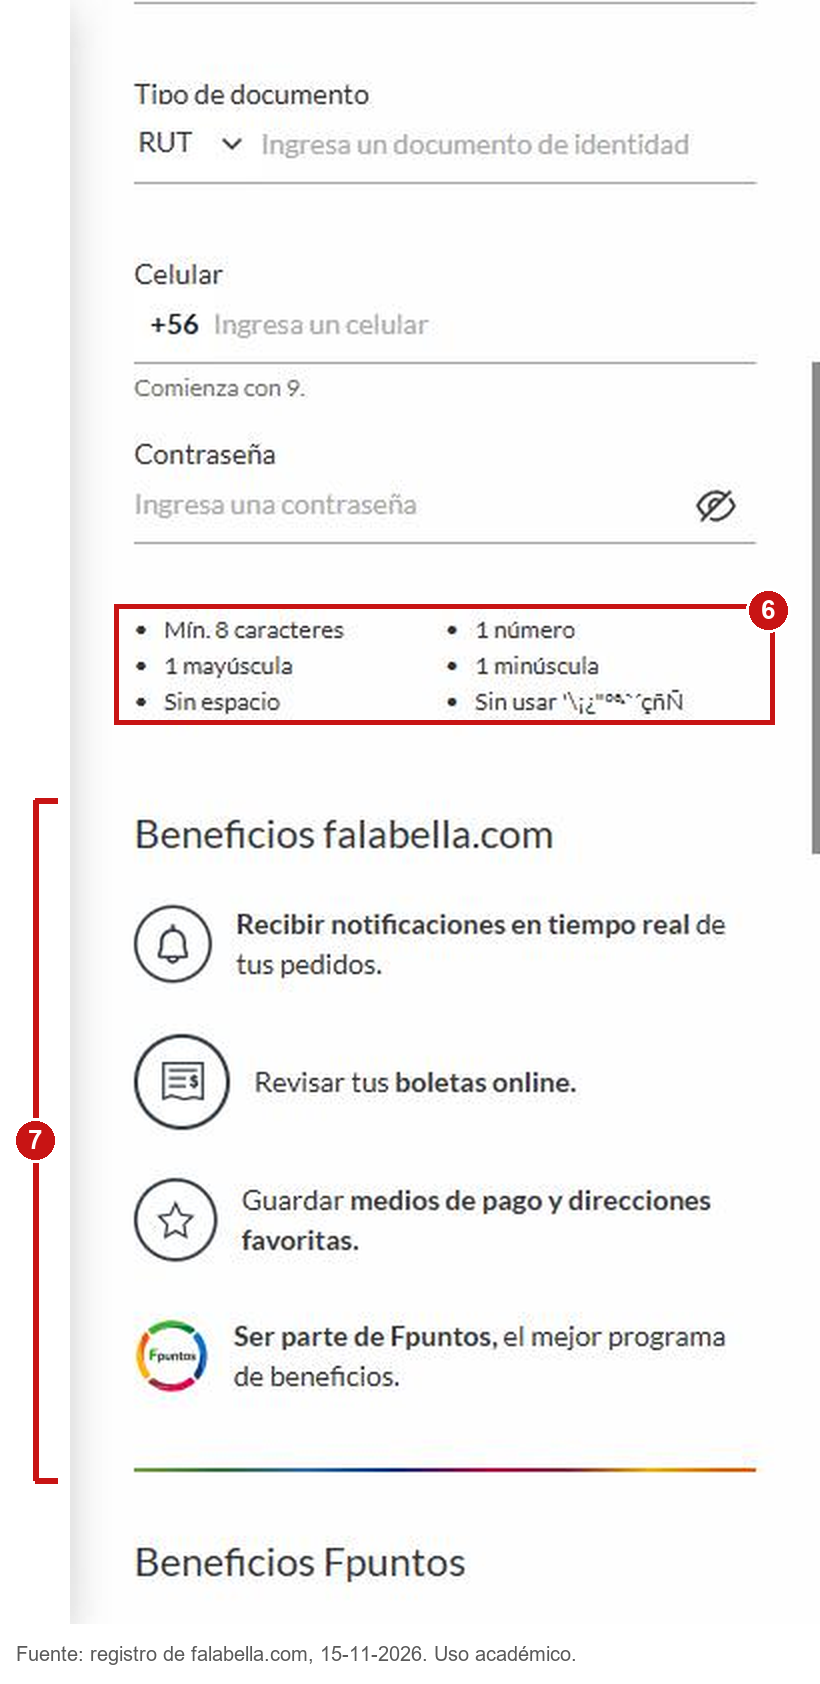 Tipo de documento
RUT Ingresa un documento de identidad
Celular
+56 Ingresa un celular
Comienza con 9.
Contraseña
Ingresa una contraseña
6
• Mín. 8 caracteres • 1 número
• 1 mayúscula • 1 minúscula
• Sin espacio • Sin usar '\¡¿"ºª·`´çñÑ
Beneficios falabella.com
Recibir notificaciones en tiempo real de
tus pedidos.
Revisar tus boletas online.
7
Guardar medios de pago y direcciones
favoritas.
Fpuntos
Ser parte de Fpuntos, el mejor programa
de beneficios.
Beneficios Fpuntos
Fuente: registro de falabella.com, 15-11-2026. Uso académico.